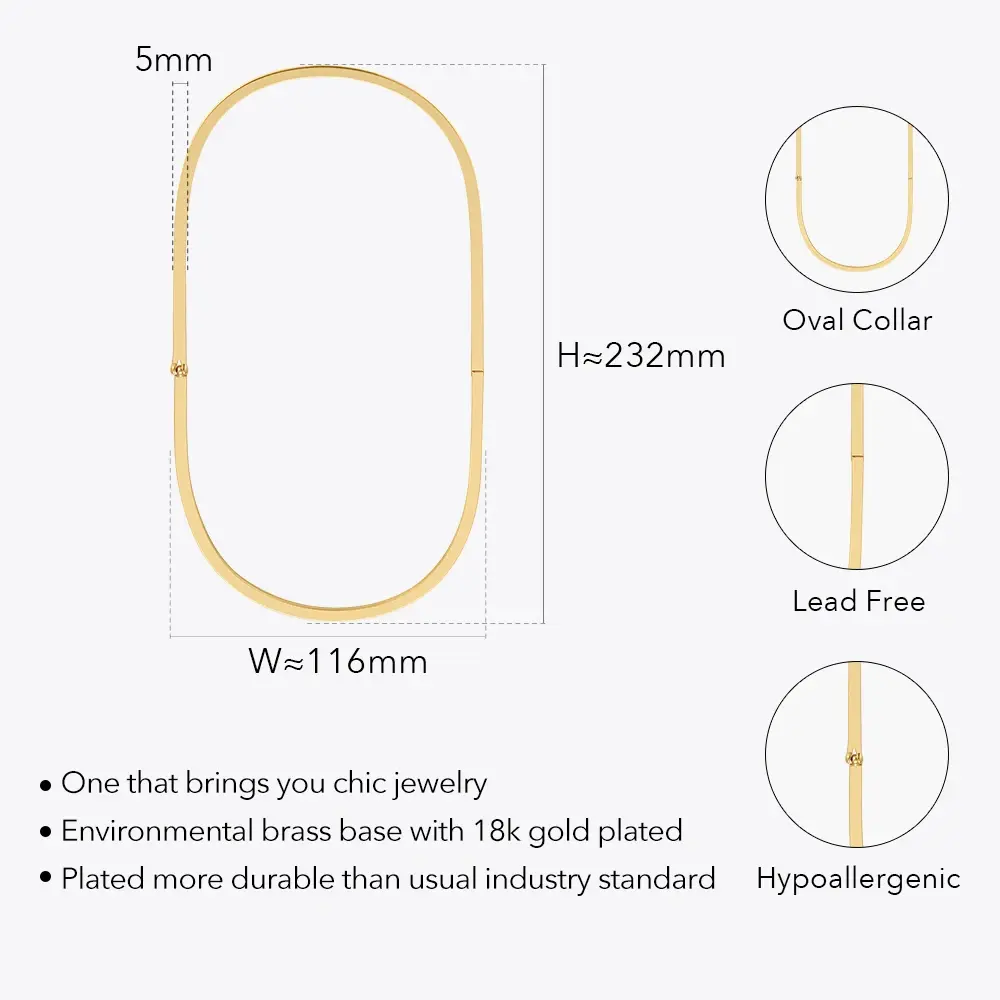 5mm
H≈232mm
W≈116mm
Oval Collar
Lead Free
Hypoallergenic
• One that brings you chic jewelry
• Environmental brass base with 18k gold plated
• Plated more durable than usual industry standard